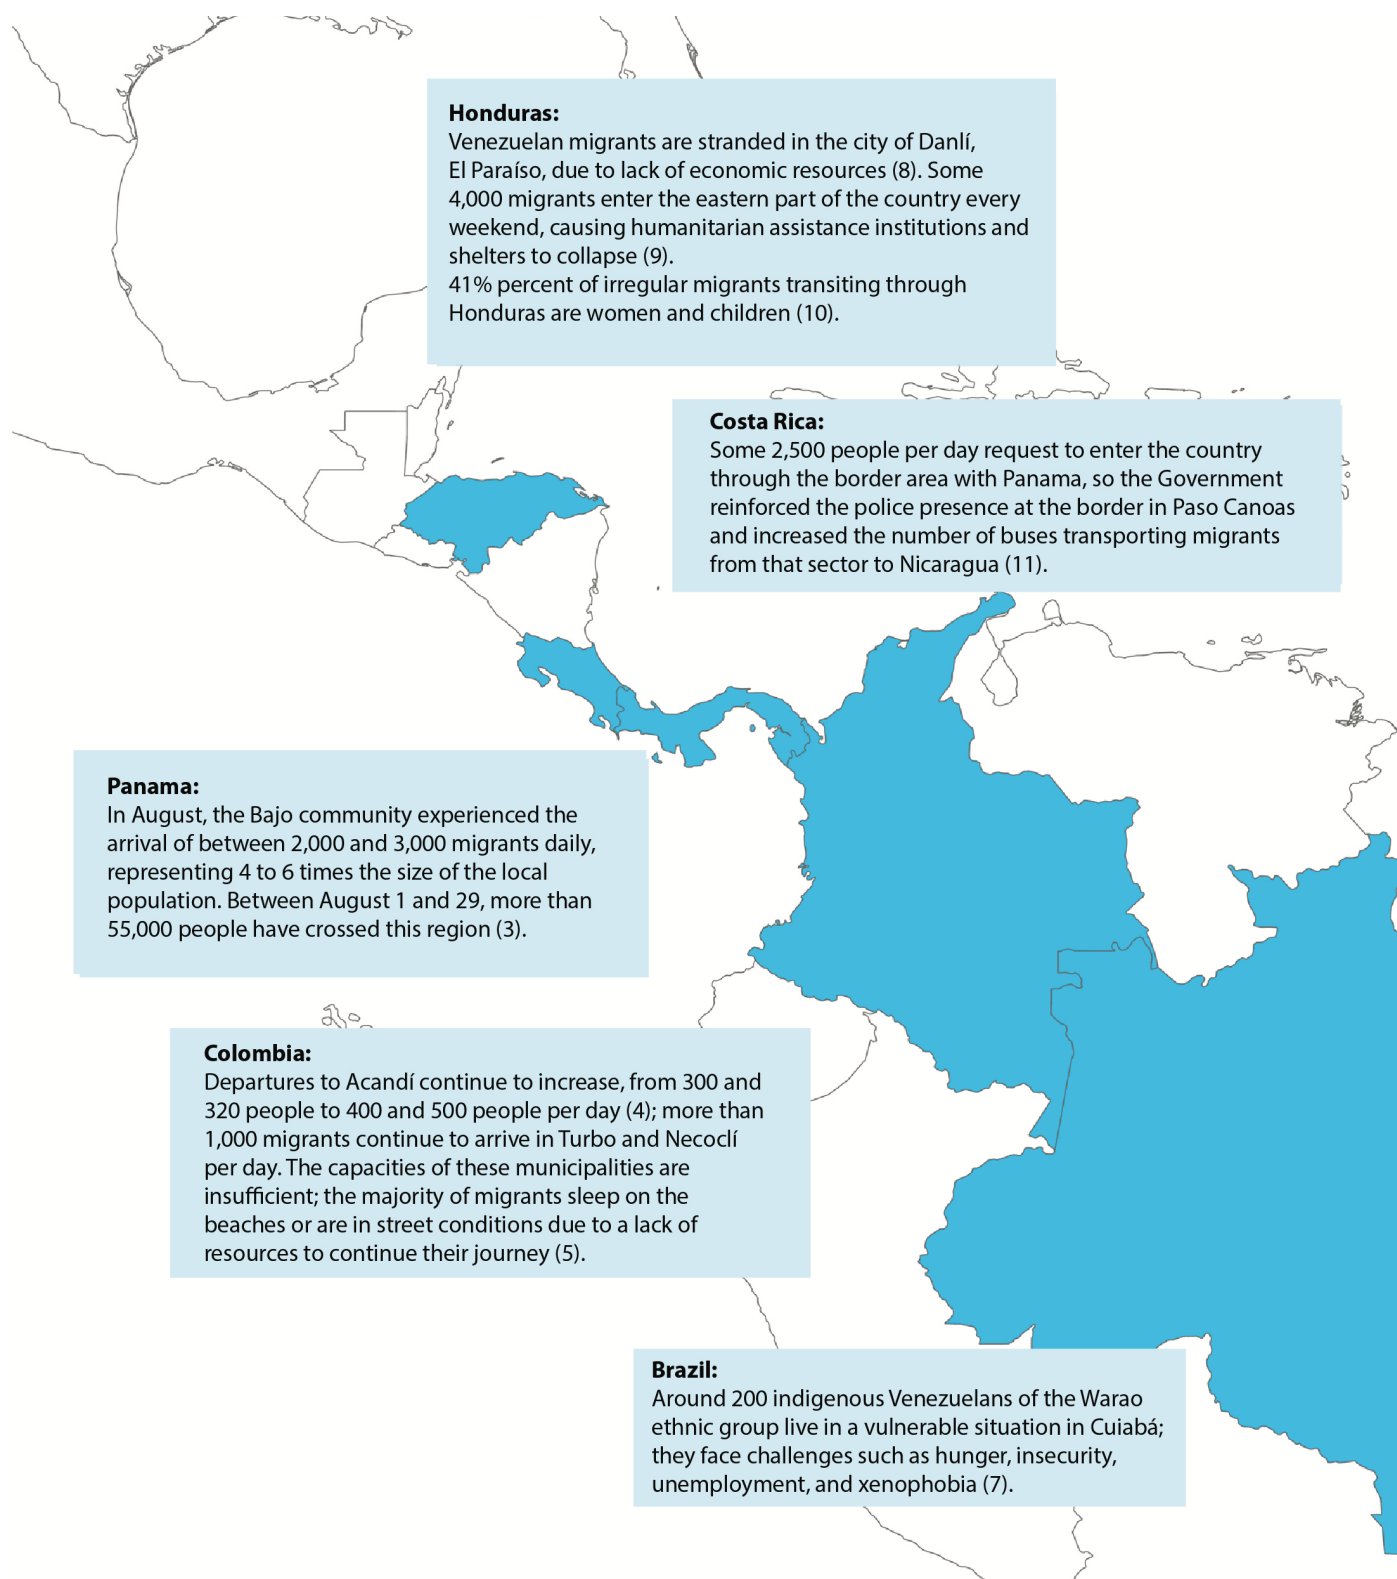 Honduras:
Venezuelan migrants are stranded in the city of Danlí,
El Paraíso, due to lack of economic resources (8). Some
4,000 migrants enter the eastern part of the country every
weekend, causing humanitarian assistance institutions and
shelters to collapse (9).
41% percent of irregular migrants transiting through
Honduras are women and children (10).
Costa Rica:
Some 2,500 people per day request to enter the country
through the border area with Panama, so the Government
reinforced the police presence at the border in Paso Canoas
and increased the number of buses transporting migrants
from that sector to Nicaragua (11).
Panama:
In August, the Bajo community experienced the
arrival of between 2,000 and 3,000 migrants daily,
representing 4 to 6 times the size of the local
population. Between August 1 and 29, more than
55,000 people have crossed this region (3).
Colombia:
Departures to Acandí continue to increase, from 300 and
320 people to 400 and 500 people per day (4); more than
1,000 migrants continue to arrive in Turbo and Necoclí
per day. The capacities of these municipalities are
insufficient; the majority of migrants sleep on the
beaches or are in street conditions due to a lack of
resources to continue their journey (5).
Brazil:
Around 200 indigenous Venezuelans of the Warao
ethnic group live in a vulnerable situation in Cuiabá;
they face challenges such as hunger, insecurity,
unemployment, and xenophobia (7).